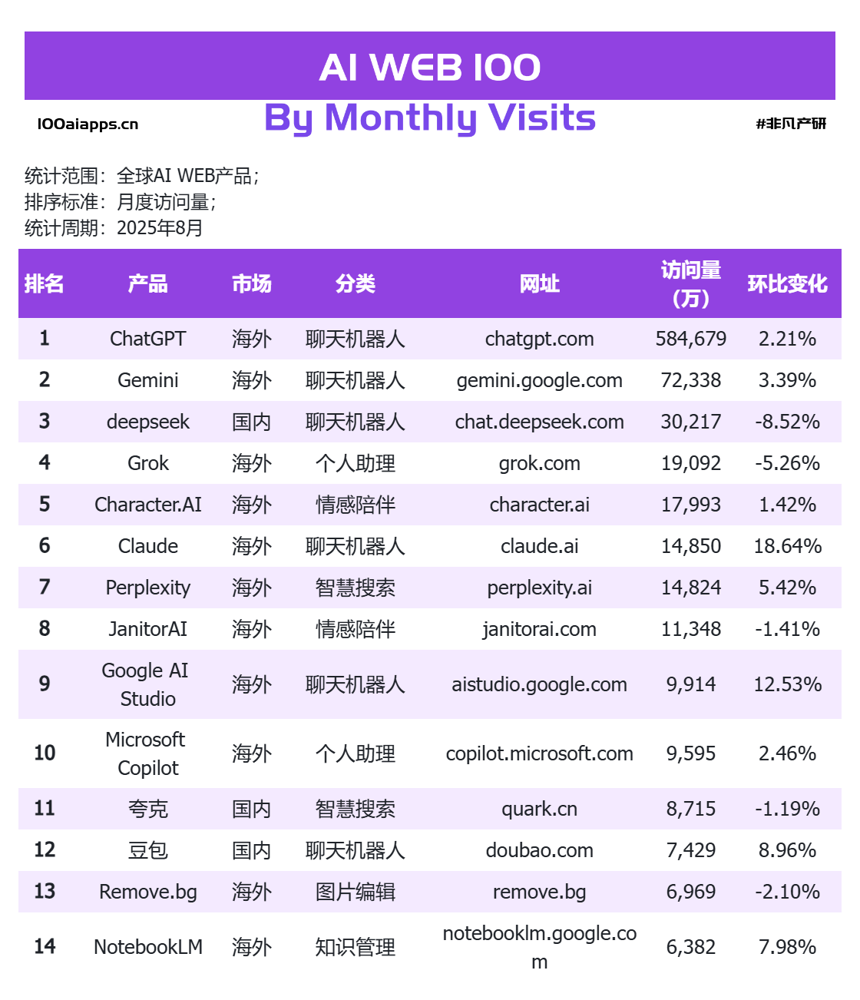 AI WEB 100
By Monthly Visits
100aiapps.cn
#非凡产研
统计范围：全球AI WEB产品；
排序标准：月度访问量；
统计周期：2025年8月
排名 产品 市场 分类 网址 访问量（万） 环比变化
1 ChatGPT 海外 聊天机器人 chatgpt.com 584,679 2.21%
2 Gemini 海外 聊天机器人 gemini.google.com 72,338 3.39%
3 deepseek 国内 聊天机器人 chat.deepseek.com 30,217 -8.52%
4 Grok 海外 个人助理 grok.com 19,092 -5.26%
5 Character.AI 海外 情感陪伴 character.ai 17,993 1.42%
6 Claude 海外 聊天机器人 claude.ai 14,850 18.64%
7 Perplexity 海外 智慧搜索 perplexity.ai 14,824 5.42%
8 JanitorAI 海外 情感陪伴 janitorai.com 11,348 -1.41%
9 Google AI Studio 海外 聊天机器人 aistudio.google.com 9,914 12.53%
10 Microsoft Copilot 海外 个人助理 copilot.microsoft.com 9,595 2.46%
11 夸克 国内 智慧搜索 quark.cn 8,715 -1.19%
12 豆包 国内 聊天机器人 doubao.com 7,429 8.96%
13 Remove.bg 海外 图片编辑 remove.bg 6,969 -2.10%
14 NotebookLM 海外 知识管理 notebooklm.google.com 6,382 7.98%